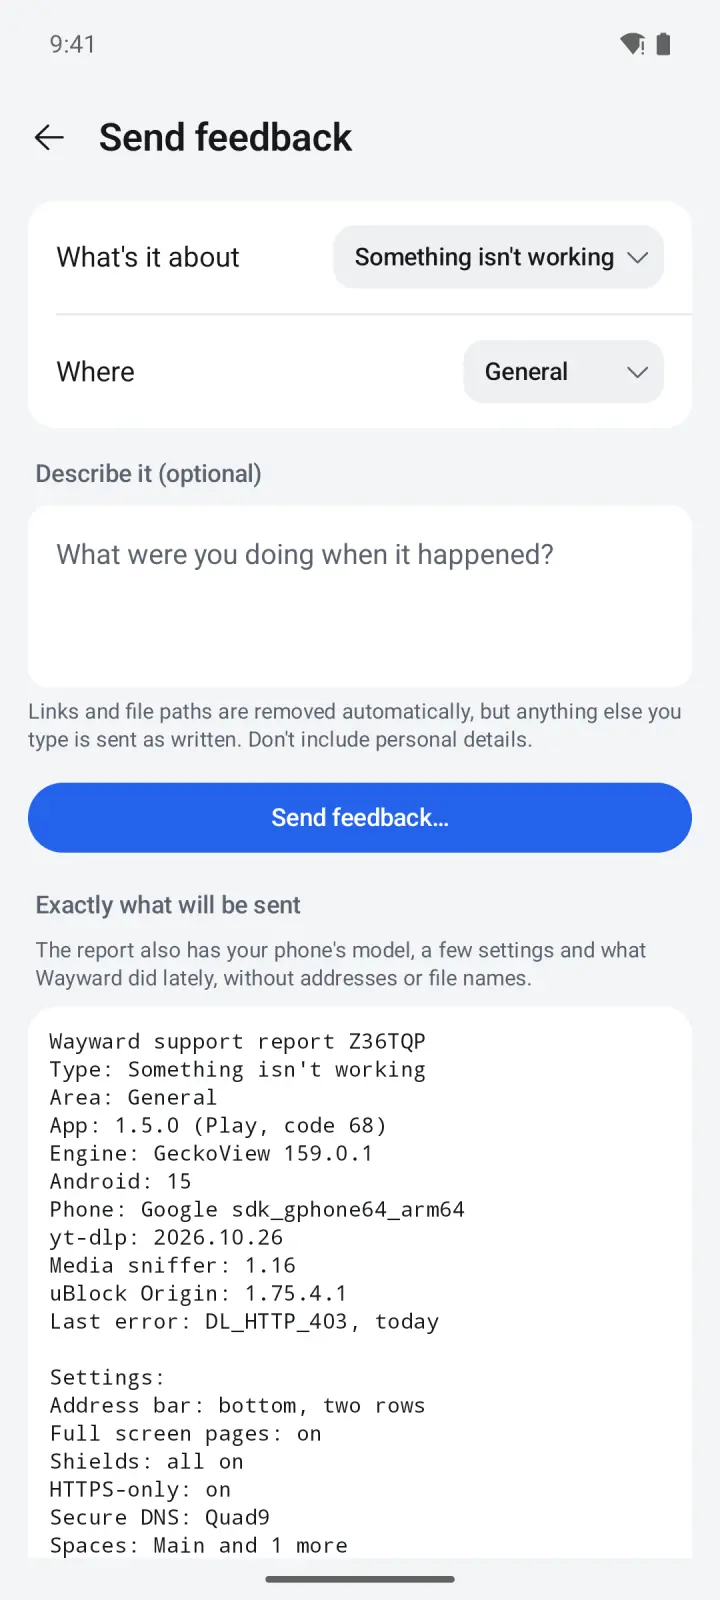 9:41
Send feedback
What's it about
Something isn't working
Where
General
Describe it (optional)
What were you doing when it happened?
Links and file paths are removed automatically, but anything else you
type is sent as written. Don't include personal details.
Send feedback…
Exactly what will be sent
The report also has your phone's model, a few settings and what
Wayward did lately, without addresses or file names.
Wayward support report Z36TQP
Type: Something isn't working
Area: General
App: 1.5.0 (Play, code 68)
Engine: GeckoView 159.0.1
Android: 15
Phone: Google sdk_gphone64_arm64
yt-dlp: 2026.10.26
Media sniffer: 1.16
uBlock Origin: 1.75.4.1
Last error: DL_HTTP_403, today
Settings:
Address bar: bottom, two rows
Full screen pages: on
Shields: all on
HTTPS-only: on
Secure DNS: Quad9
Spaces: Main and 1 more